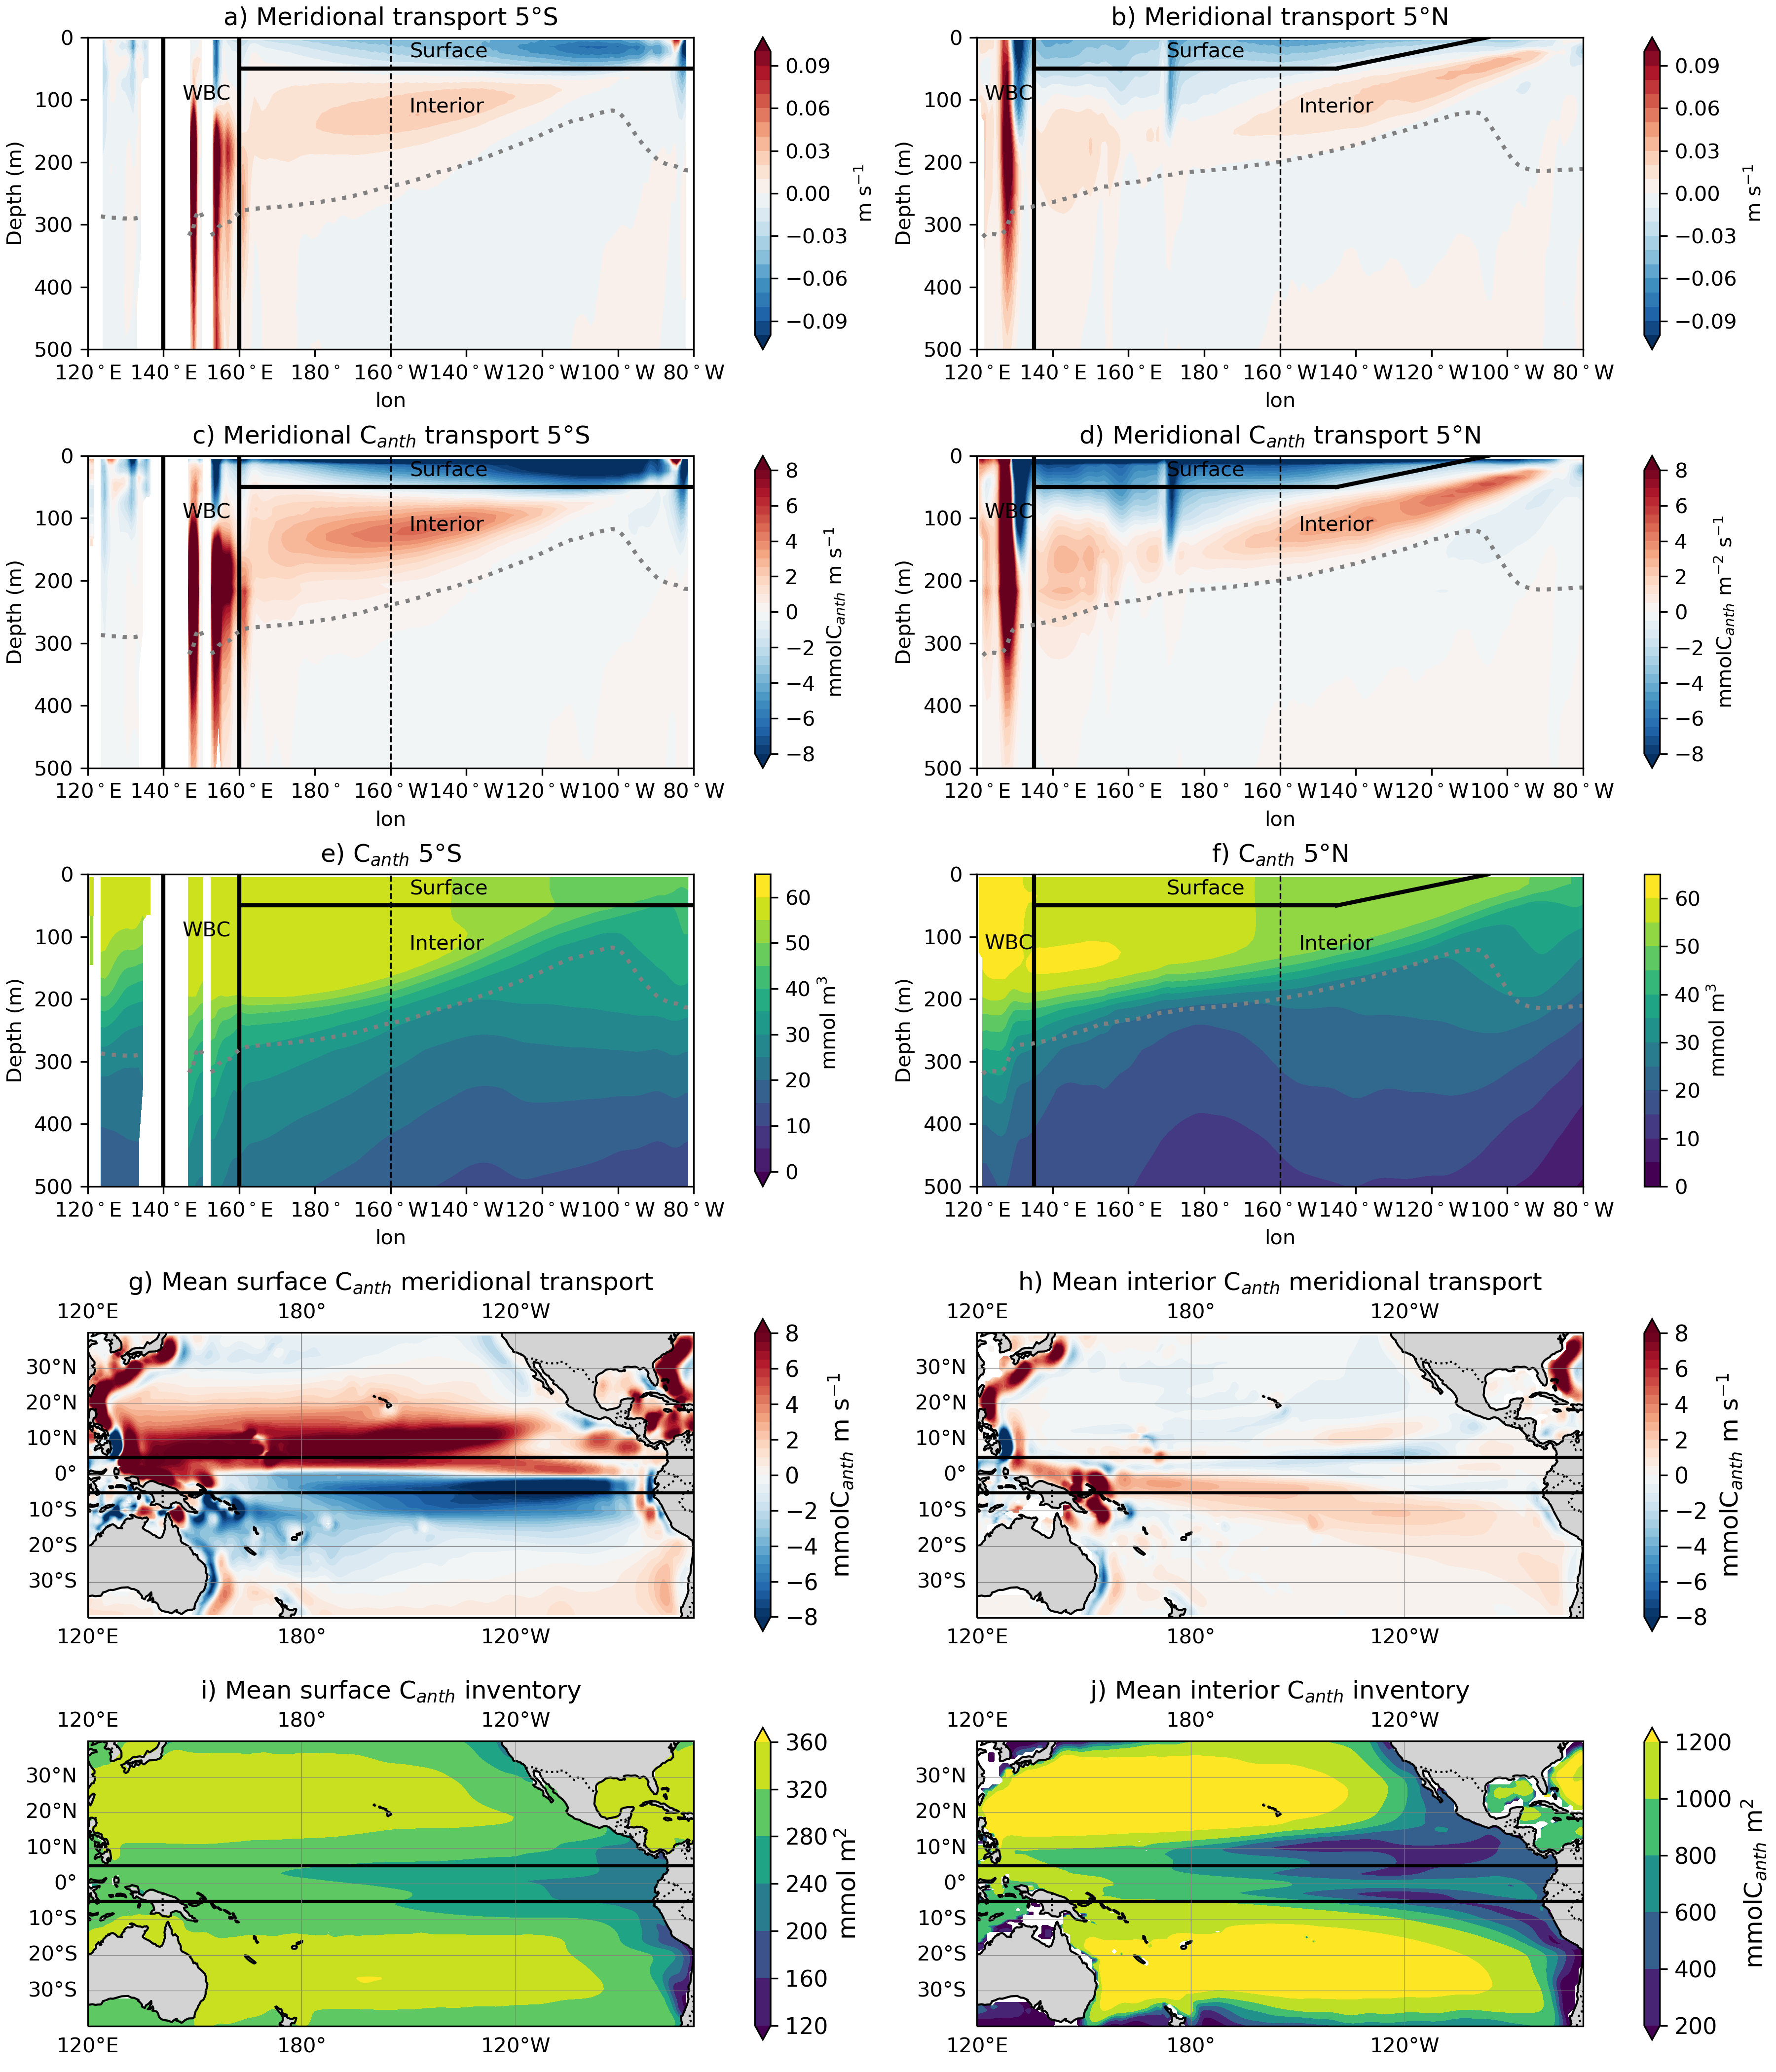 a) Meridional transport 5°S
0
100
200
300
400
500
Depth (m)
Surface
WBC
Interior
120°E 140°E 160°E 180° 160°W 140°W 120°W 100°W 80°W
lon
0.09
0.06
0.03
0.00
−0.03
−0.06
−0.09
m s⁻¹
b) Meridional transport 5°N
0
100
200
300
400
500
Depth (m)
Surface
WBC
Interior
120°E 140°E 160°E 180° 160°W 140°W 120°W 100°W 80°W
lon
0.09
0.06
0.03
0.00
−0.03
−0.06
−0.09
m s⁻¹
c) Meridional Canth transport 5°S
0
100
200
300
400
500
Depth (m)
Surface
WBC
Interior
120°E 140°E 160°E 180° 160°W 140°W 120°W 100°W 80°W
lon
8
6
4
2
0
−2
−4
−6
−8
mmolCanth m s⁻¹
d) Meridional Canth transport 5°N
0
100
200
300
400
500
Depth (m)
Surface
WBC
Interior
120°E 140°E 160°E 180° 160°W 140°W 120°W 100°W 80°W
lon
8
6
4
2
0
−2
−4
−6
−8
mmolCanth m⁻² s⁻¹
e) Canth 5°S
0
100
200
300
400
500
Depth (m)
Surface
WBC
Interior
120°E 140°E 160°E 180° 160°W 140°W 120°W 100°W 80°W
lon
60
50
40
30
20
10
0
mmol m³
f) Canth 5°N
0
100
200
300
400
500
Depth (m)
Surface
WBC
Interior
120°E 140°E 160°E 180° 160°W 140°W 120°W 100°W 80°W
lon
60
50
40
30
20
10
0
mmol m³
g) Mean surface Canth meridional transport
120°E 180° 120°W
30°N
20°N
10°N
0°
10°S
20°S
30°S
120°E 180° 120°W
8
6
4
2
0
−2
−4
−6
−8
mmolCanth m s⁻¹
h) Mean interior Canth meridional transport
120°E 180° 120°W
30°N
20°N
10°N
0°
10°S
20°S
30°S
120°E 180° 120°W
8
6
4
2
0
−2
−4
−6
−8
mmolCanth m s⁻¹
i) Mean surface Canth inventory
120°E 180° 120°W
30°N
20°N
10°N
0°
10°S
20°S
30°S
120°E 180° 120°W
360
320
280
240
200
160
120
mmol m²
j) Mean interior Canth inventory
120°E 180° 120°W
30°N
20°N
10°N
0°
10°S
20°S
30°S
120°E 180° 120°W
1200
1000
800
600
400
200
mmolCanth m²